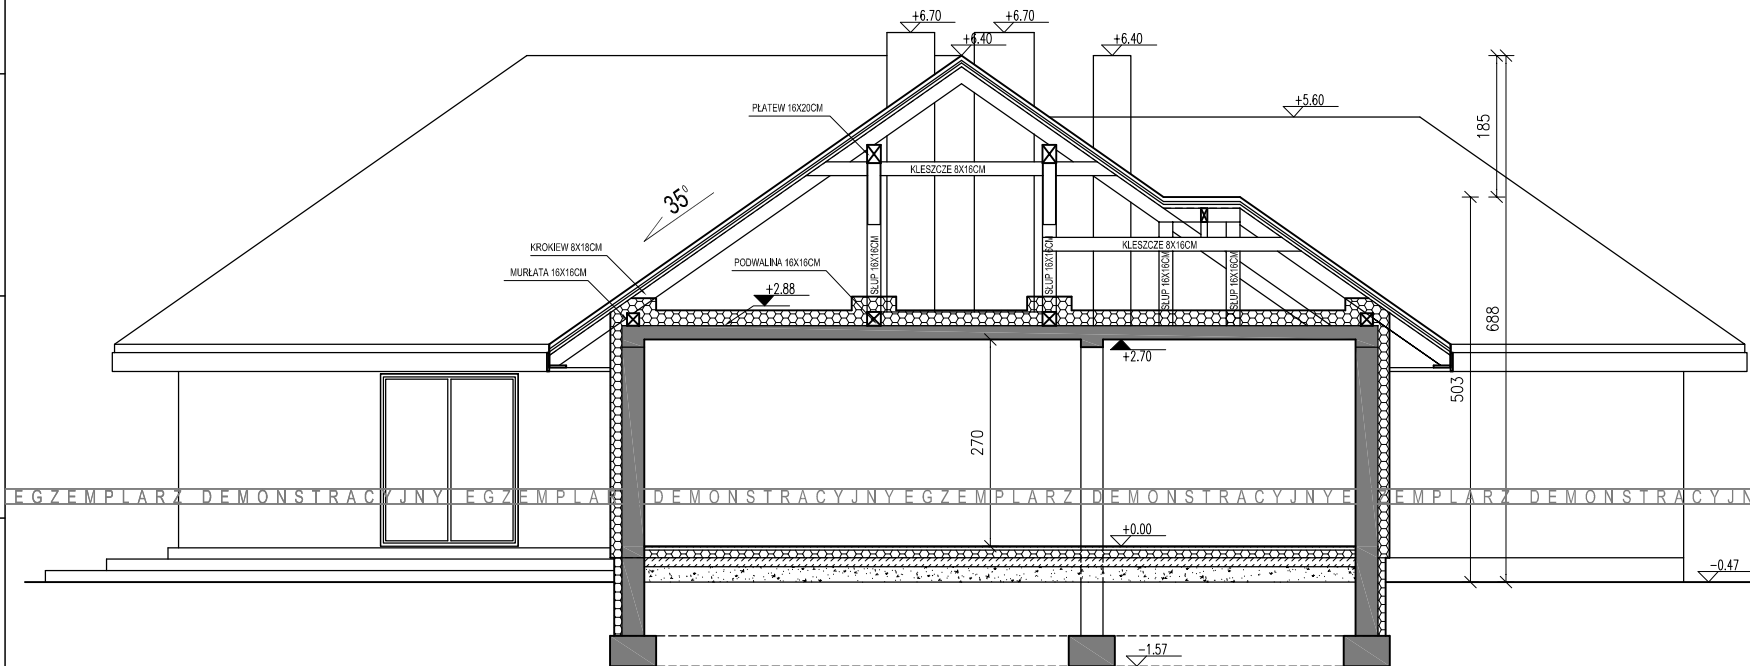 +6.70
+6.70
+6.40
+6.40
PŁATEW 16X20CM
+5.60
185
KLESZCZE 8X16CM
35°
KROKIEW 8X18CM
KLESZCZE 8X16CM
MURŁATA 16X16CM
PODWALINA 16X16CM
SŁUP 16X16CM
SŁUP 16X16CM
SŁUP 16X16CM
SŁUP 16X16CM
+2.88
688
+2.70
503
270
EGZEMPLARZ DEMONSTRACYJNY EGZEMPLARZ DEMONSTRACYJNY EGZEMPLARZ DEMONSTRACYJNY EGZEMPLARZ DEMONSTRACYJN
+0.00
-0.47
-1.57